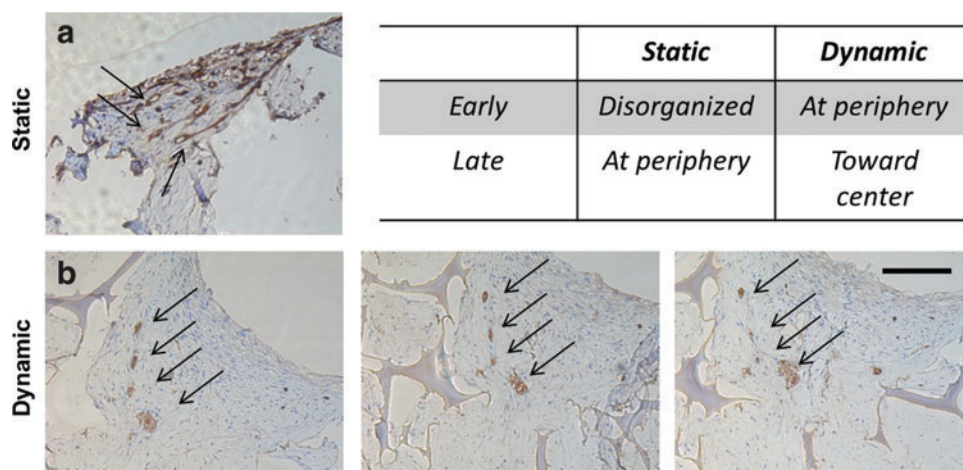 a
Static
Static Dynamic
Early Disorganized At periphery
Late At periphery Toward
center
b
Dynamic